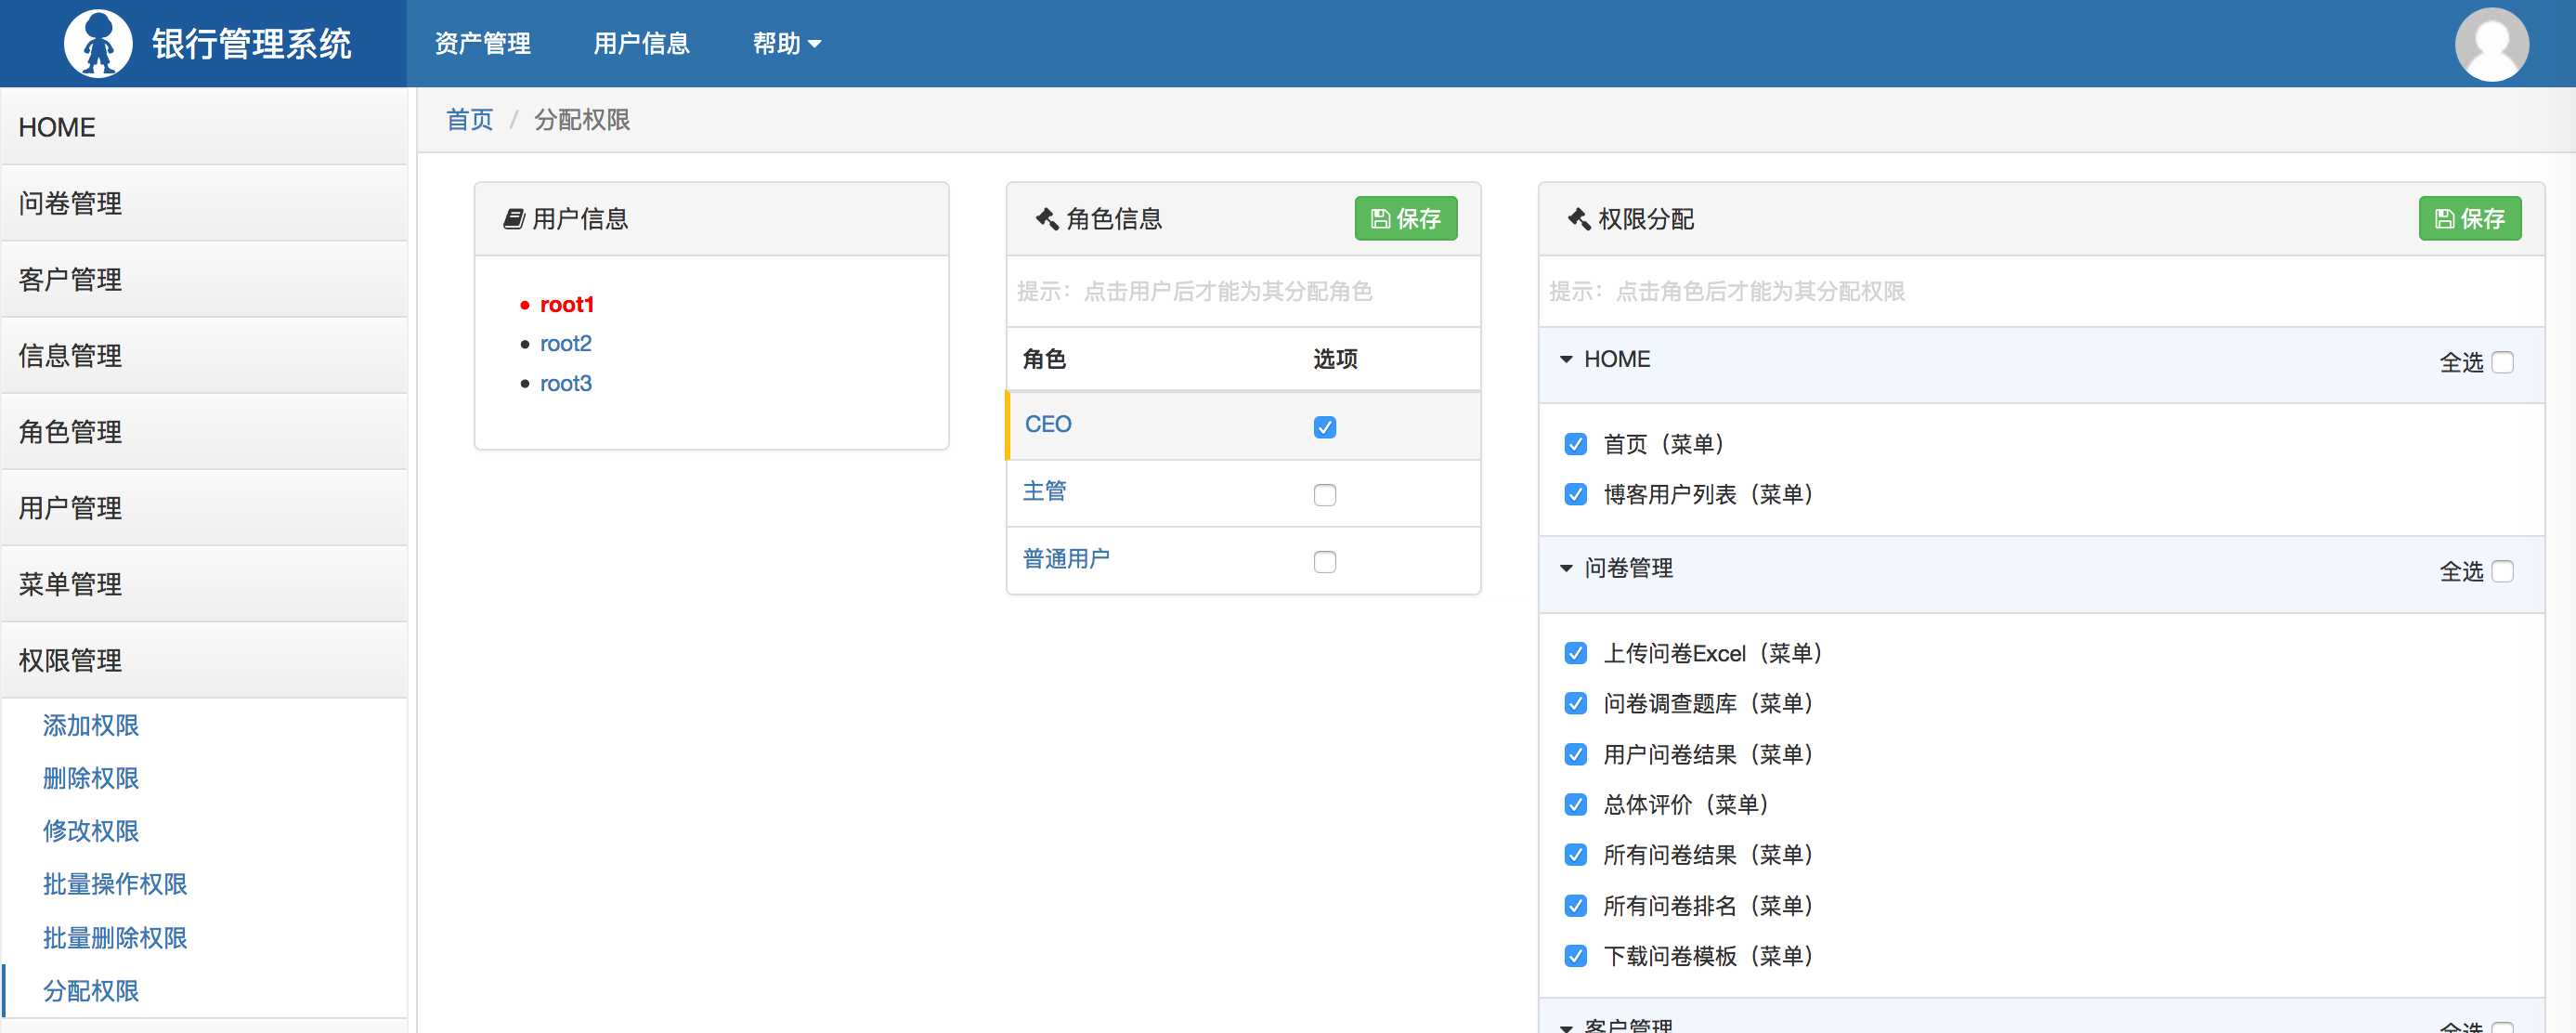 银行管理系统
资产管理 用户信息 帮助
HOME
问卷管理
客户管理
信息管理
角色管理
用户管理
菜单管理
权限管理
添加权限
删除权限
修改权限
批量操作权限
批量删除权限
分配权限
首页 / 分配权限
用户信息
root1
root2
root3
角色信息 保存
提示：点击用户后才能为其分配角色
角色 选项
CEO
主管
普通用户
权限分配 保存
提示：点击角色后才能为其分配权限
HOME 全选
首页（菜单）
博客用户列表（菜单）
问卷管理 全选
上传问卷Excel（菜单）
问卷调查题库（菜单）
用户问卷结果（菜单）
总体评价（菜单）
所有问卷结果（菜单）
所有问卷排名（菜单）
下载问卷模板（菜单）
客户管理 全选